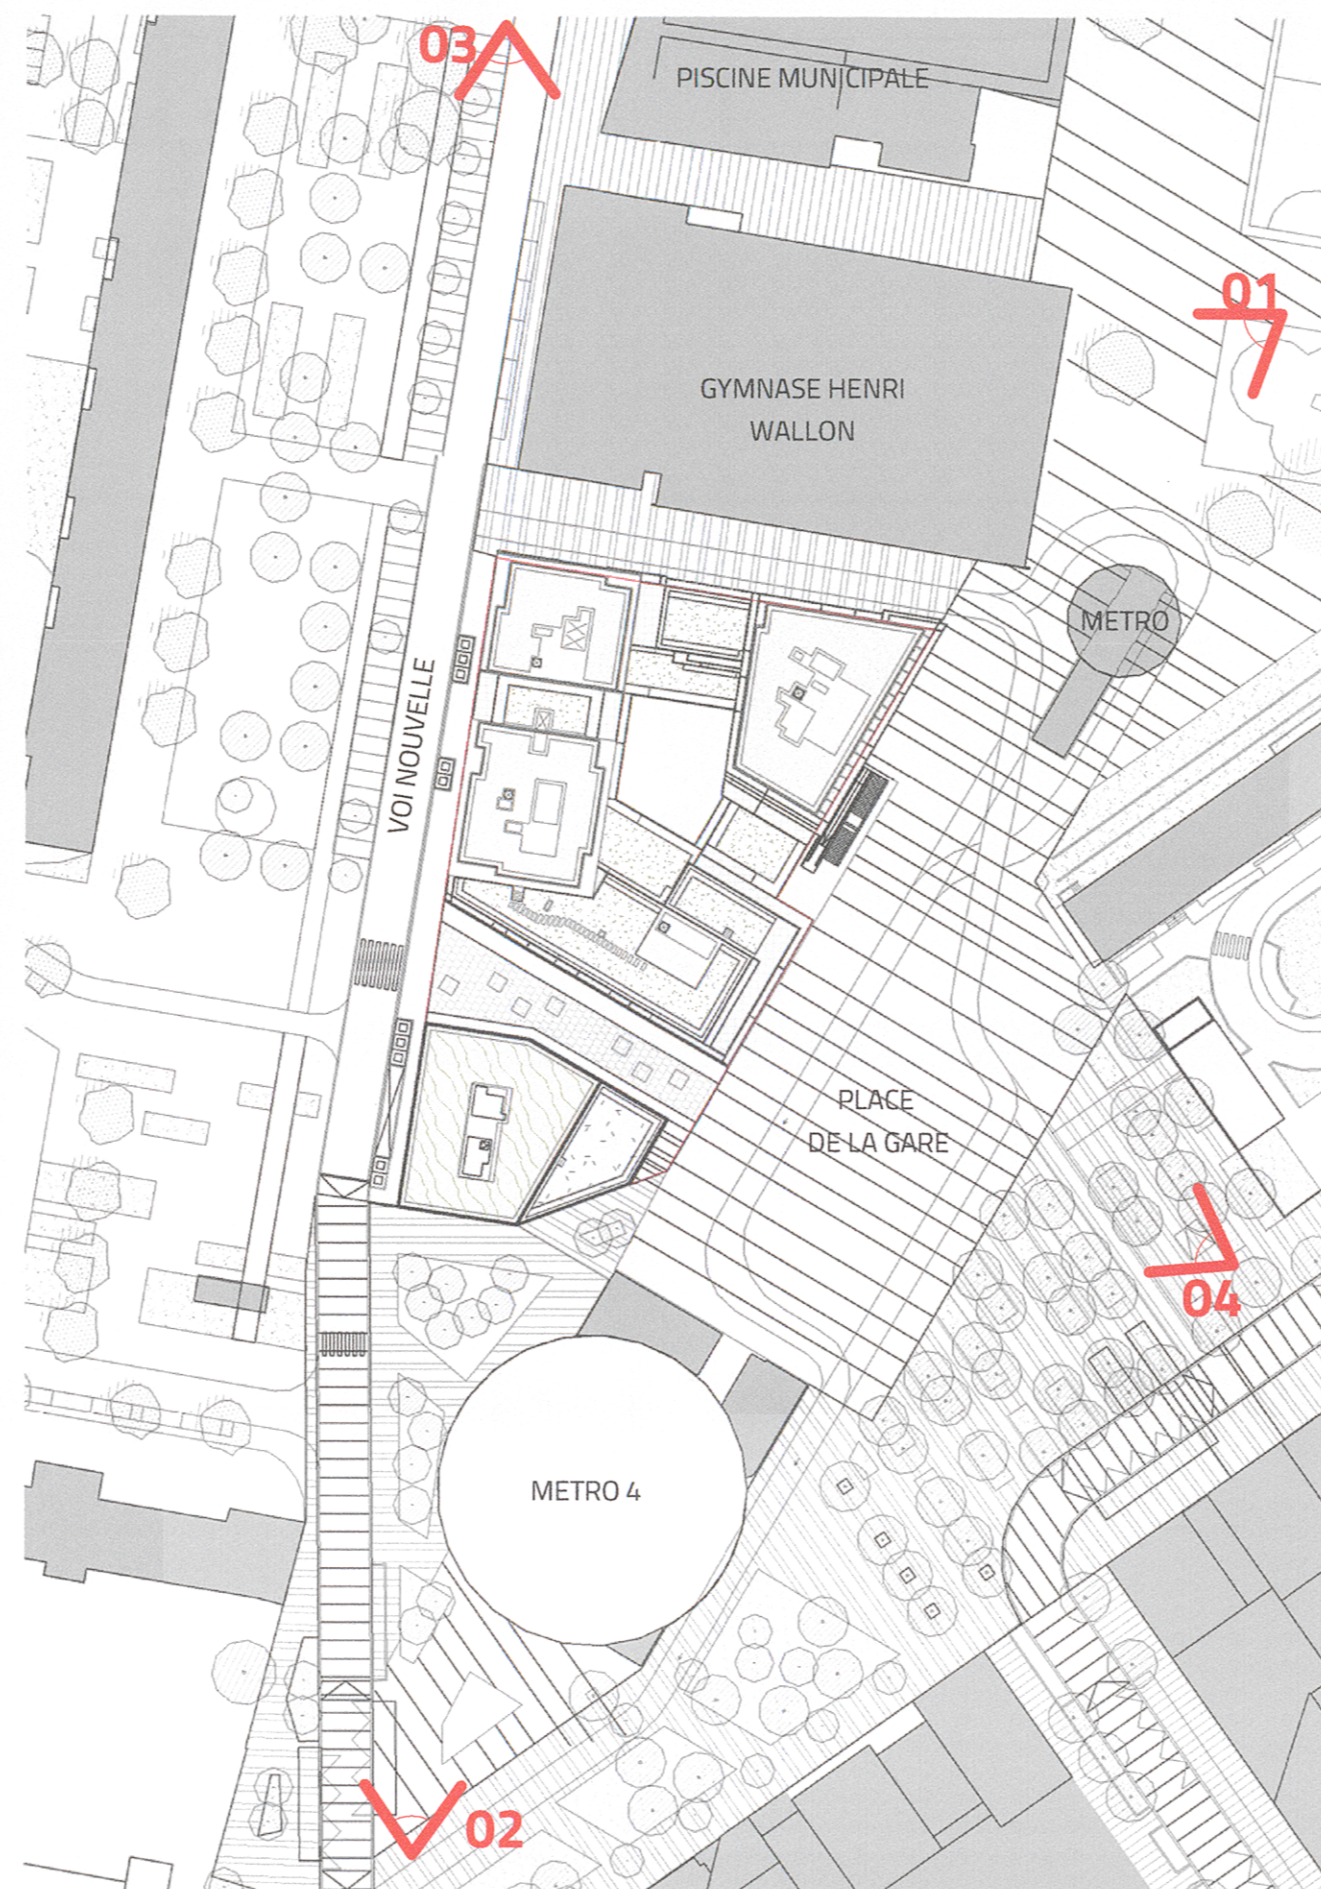 03
PISCINE MUNICIPALE
01
GYMNASE HENRI
WALLON
METRO
VOI NOUVELLE
PLACE
DE LA GARE
04
METRO 4
02